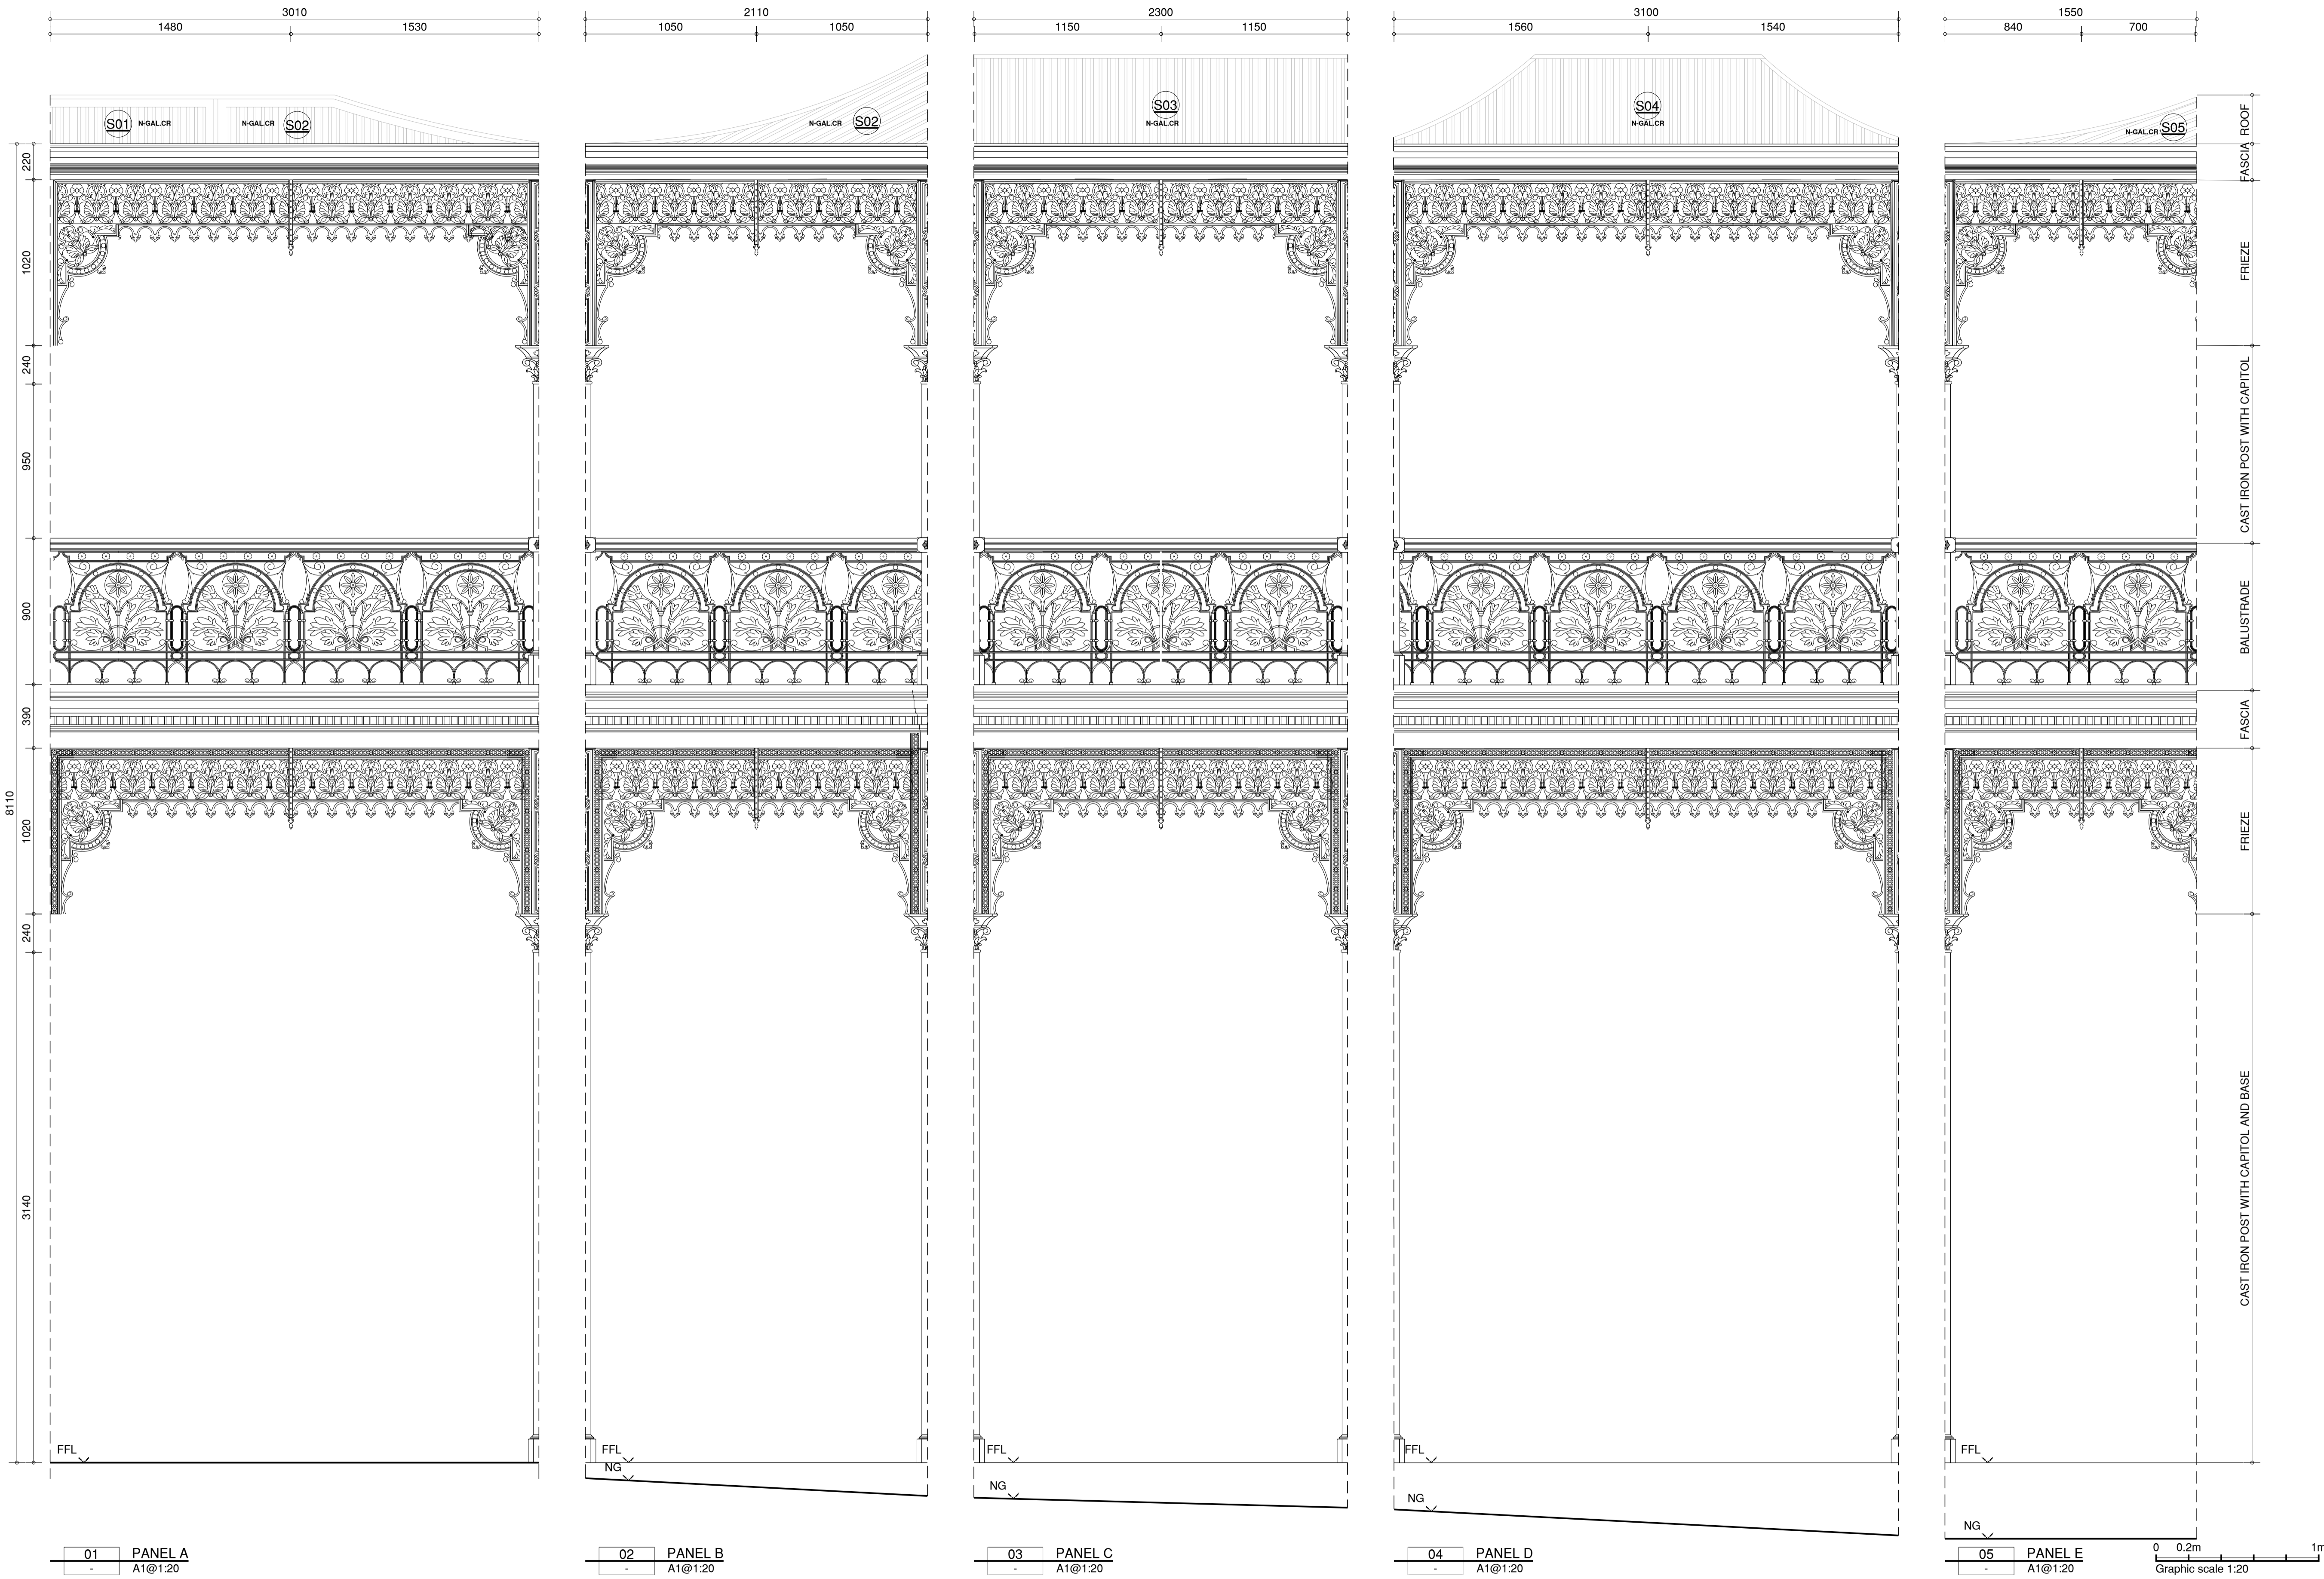 3010
1480 1530
2110
1050 1050
2300
1150 1150
3100
1560 1540
1550
840 700
S01 N-GAL.CR
N-GAL.CR S02
N-GAL.CR S02
S03
N-GAL.CR
S04
N-GAL.CR
N-GAL.CR S05
8110
220
1020
240
950
900
390
1020
240
3140
ROOF
FASCIA
FRIEZE
CAST IRON POST WITH CAPITOL
BALUSTRADE
FASCIA
FRIEZE
CAST IRON POST WITH CAPITOL AND BASE
FFL
FFL
NG
FFL
NG
FFL
NG
FFL
NG
01 PANEL A
- A1@1:20
02 PANEL B
- A1@1:20
03 PANEL C
- A1@1:20
04 PANEL D
- A1@1:20
05 PANEL E
- A1@1:20
0 0.2m 1m
Graphic scale 1:20